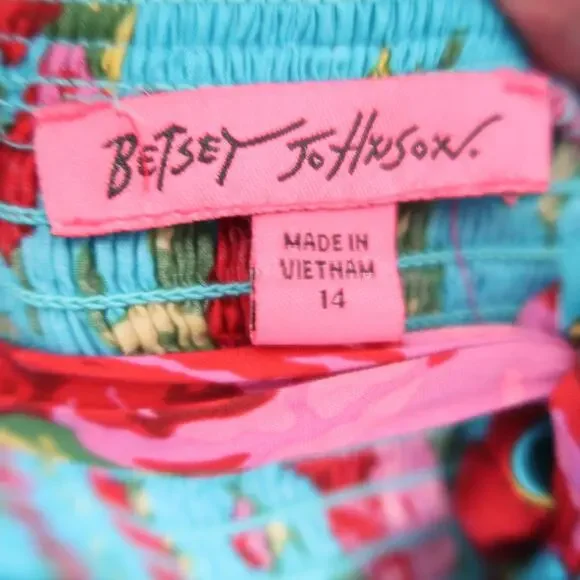 BETSEY JOHNSON.
MADE IN
VIETNAM
14